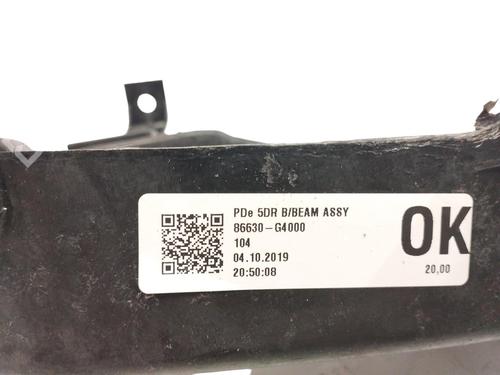 PDe 5DR B/BEAM ASSY
86630-G4000
104
04.10.2019
20:50:08
OK
20,00